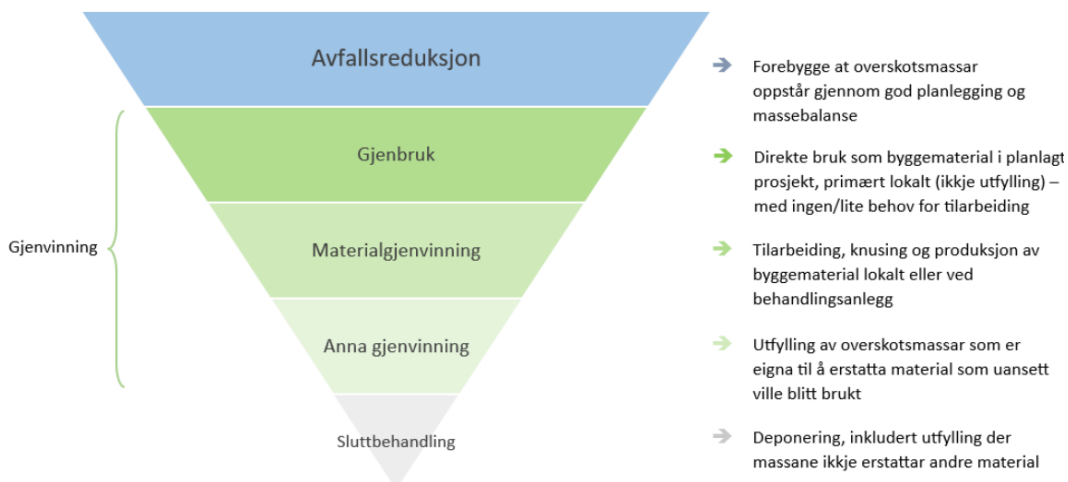 Avfallsreduksjon
Forebygge at overskotsmassar
oppstår gjennom god planlegging og
massebalanse
Gjenbruk
Direkte bruk som byggematerial i planlagt
prosjekt, primært lokalt (ikkje utfylling) –
med ingen/lite behov for tilarbeiding
Gjenvinning
Materialgjenvinning
Tilarbeiding, knusing og produksjon av
byggematerial lokalt eller ved
behandlingsanlegg
Anna gjenvinning
Utfylling av overskotsmassar som er
eigna til å erstatta material som uansett
ville blitt brukt
Sluttbehandling
Deponering, inkludert utfylling der
massane ikkje erstattar andre material